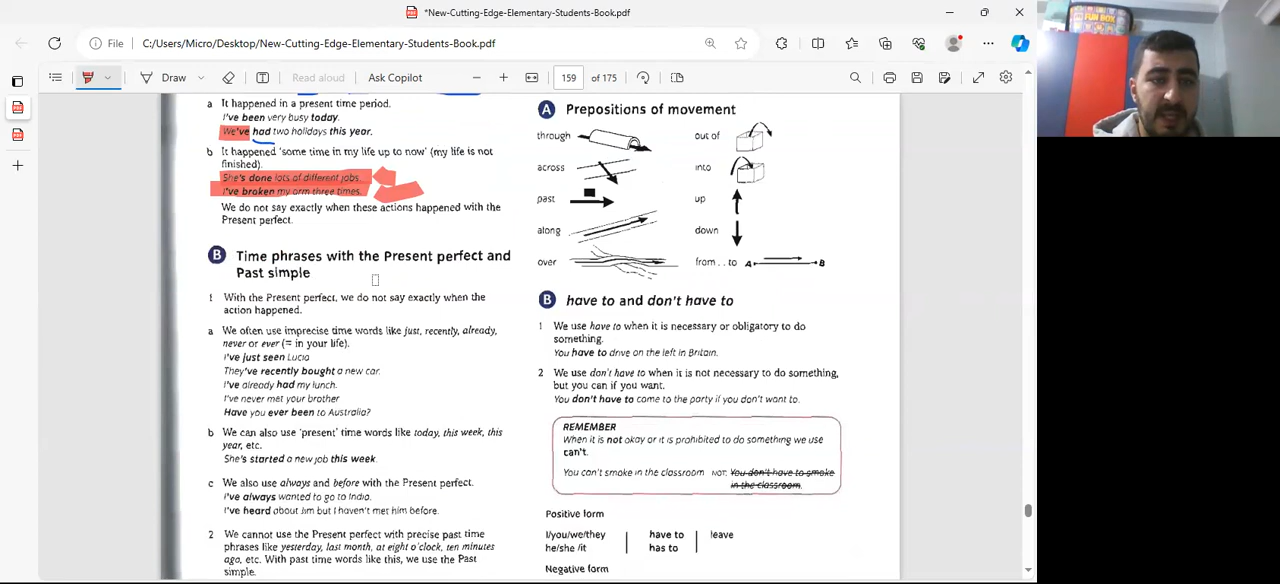 *New-Cutting-Edge-Elementary-Students-Book.pdf
File
C:/Users/Micro/Desktop/New-Cutting-Edge-Elementary-Students-Book.pdf
Draw
Read aloud
Ask Copilot
159
of 175
FUN BOX
a It happened in a present time period.
I've been very busy today.
We've had two holidays this year.
b It happened 'some time in my life up to now' (my life is not
finished).
She's done lots of different jobs.
I've broken my arm three times.
We do not say exactly when these actions happened with the
Present perfect.
B Time phrases with the Present perfect and
Past simple
1 With the Present perfect, we do not say exactly when the
action happened.
a We often use imprecise time words like just, recently, already,
never or ever (= in your life).
I've just seen Lucia
They've recently bought a new car.
I've already had my lunch.
I've never met your brother
Have you ever been to Australia?
b We can also use 'present' time words like today, this week, this
year, etc.
She's started a new job this week.
c We also use always and before with the Present perfect.
I've always wanted to go to India.
I've heard about Jim but I haven't met him before.
2 We cannot use the Present perfect with precise past time
phrases like yesterday, last month, at eight o'clock, ten minutes
ago, etc. With past time words like this, we use the Past
simple.
A Prepositions of movement
through
out of
across
into
past
up
along
down
over
from . . to
A
B
B have to and don't have to
1 We use have to when it is necessary or obligatory to do
something.
You have to drive on the left in Britain.
2 We use don't have to when it is not necessary to do something,
but you can if you want.
You don't have to come to the party if you don't want to.
REMEMBER
When it is not okay or it is prohibited to do something we use
can't.
You can't smoke in the classroom NOT: You don't have to smoke
in the classroom.
Positive form
I/you/we/they
have to
leave
he/she /it
has to
Negative form